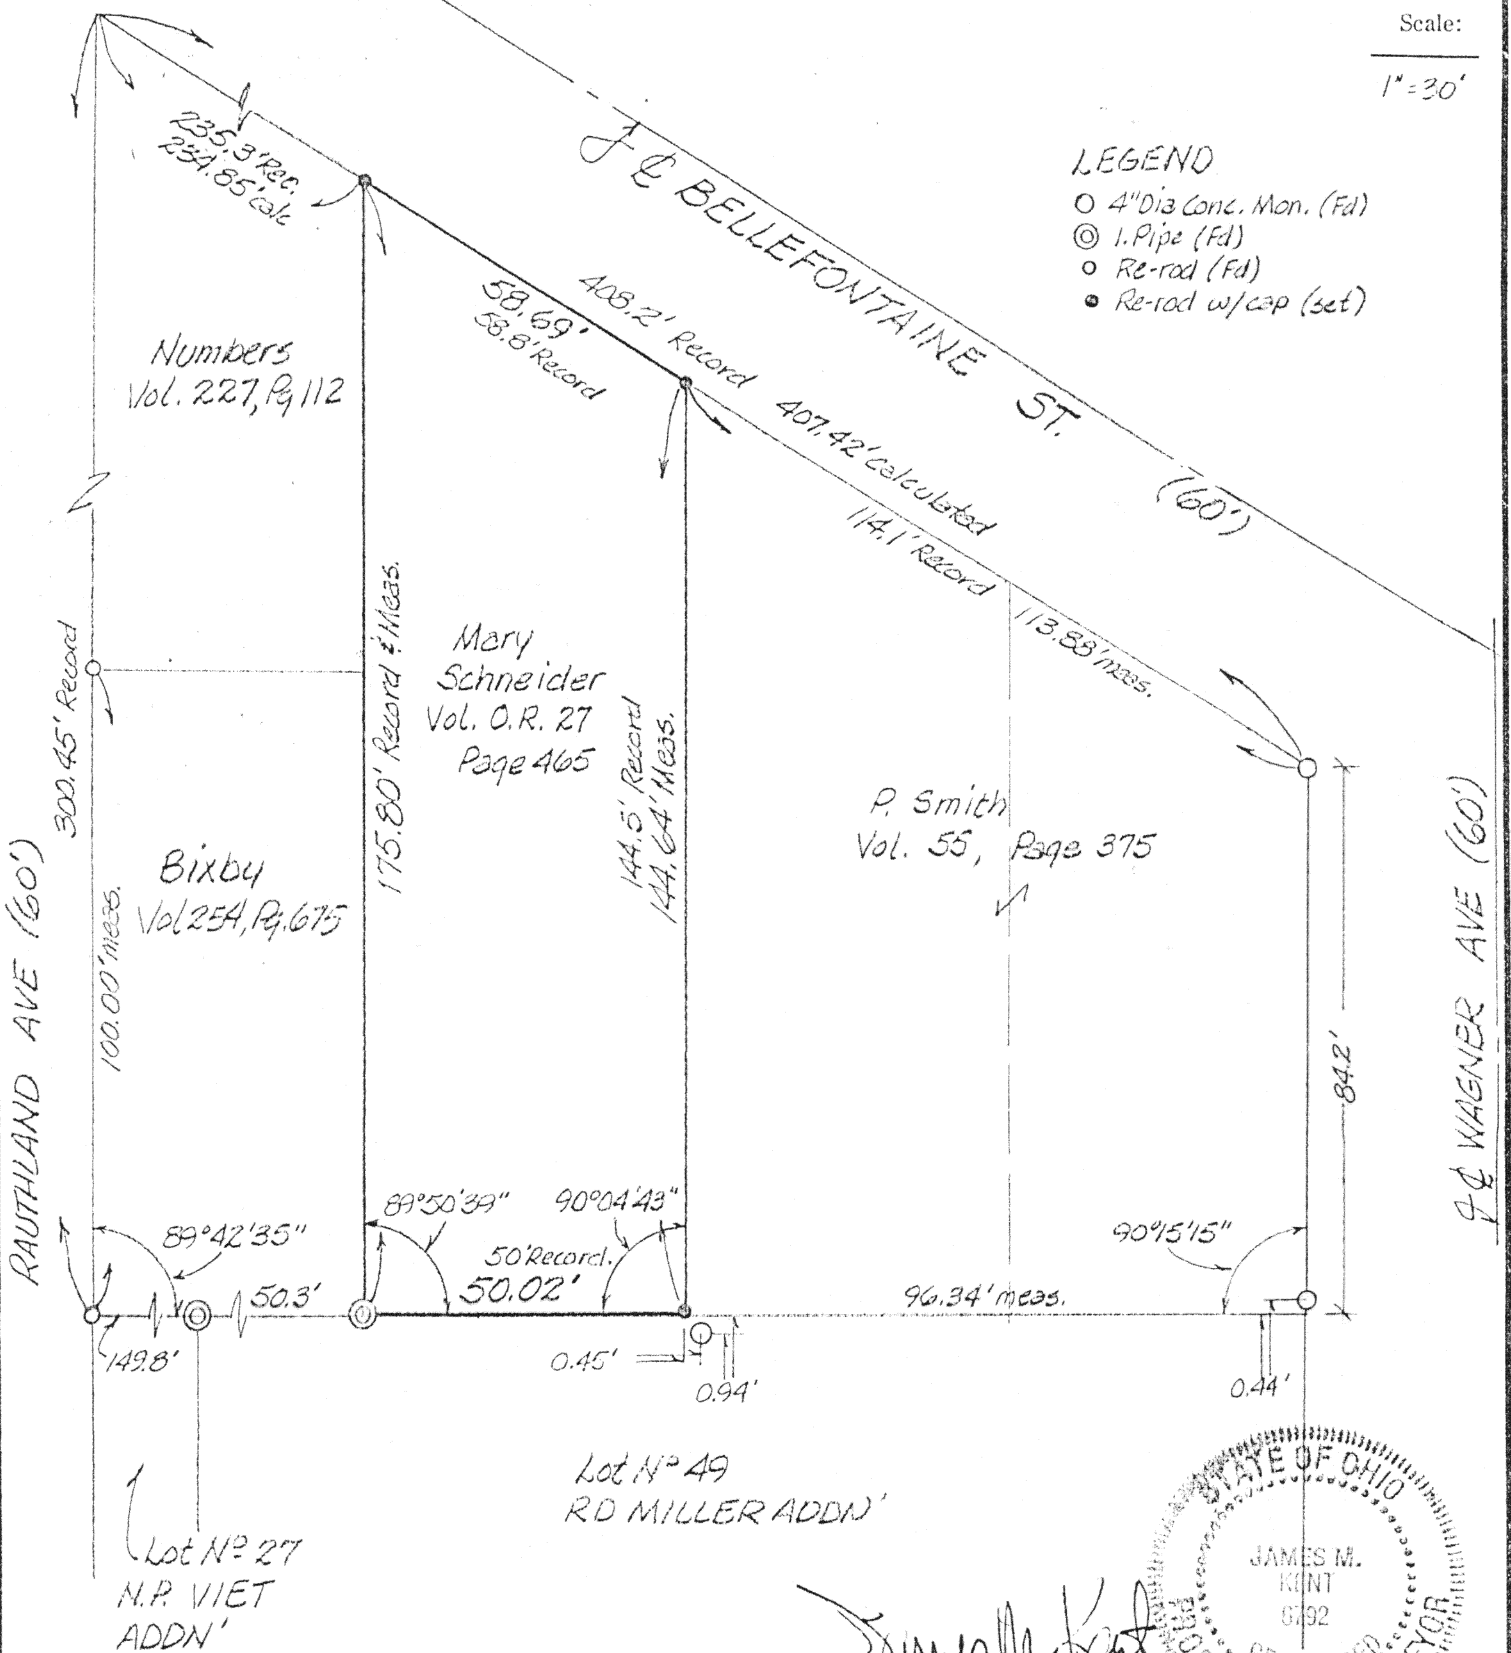 Scale:
1" = 30'
LEGEND
4" Dia Conc. Mon. (Fd)
I. Pipe (Fd)
Re-rod (Fd)
Re-rod w/cap (set)
℄ BELLEFONTAINE ST. (60')
235.3' Rec.
234.85' calc
58.69'
58.8' Record
408.2' Record
407.42' calculated
114.1' Record
113.88' meas.
Numbers
Vol. 227, Pg 112
300.45' Record
175.80' Record & Meas.
Mary
Schneider
Vol. O.R. 27
Page 465
144.5' Record
144.64' Meas.
P. Smith
Vol. 55, Page 375
Bixby
Vol 254, Pg. 675
100.00' meas.
RAUTHLAND AVE (60')
℄ WAGNER AVE (60')
84.2'
89°42'35"
89°50'39"
90°04'43"
90°15'15"
50.3'
50' Record.
50.02'
96.34' meas.
149.8'
0.45'
0.94'
0.44'
Lot Nº 49
RD MILLER ADDN'
Lot Nº 27
N.P. VIET
ADDN'
STATE OF OHIO
JAMES M.
KENT
6792